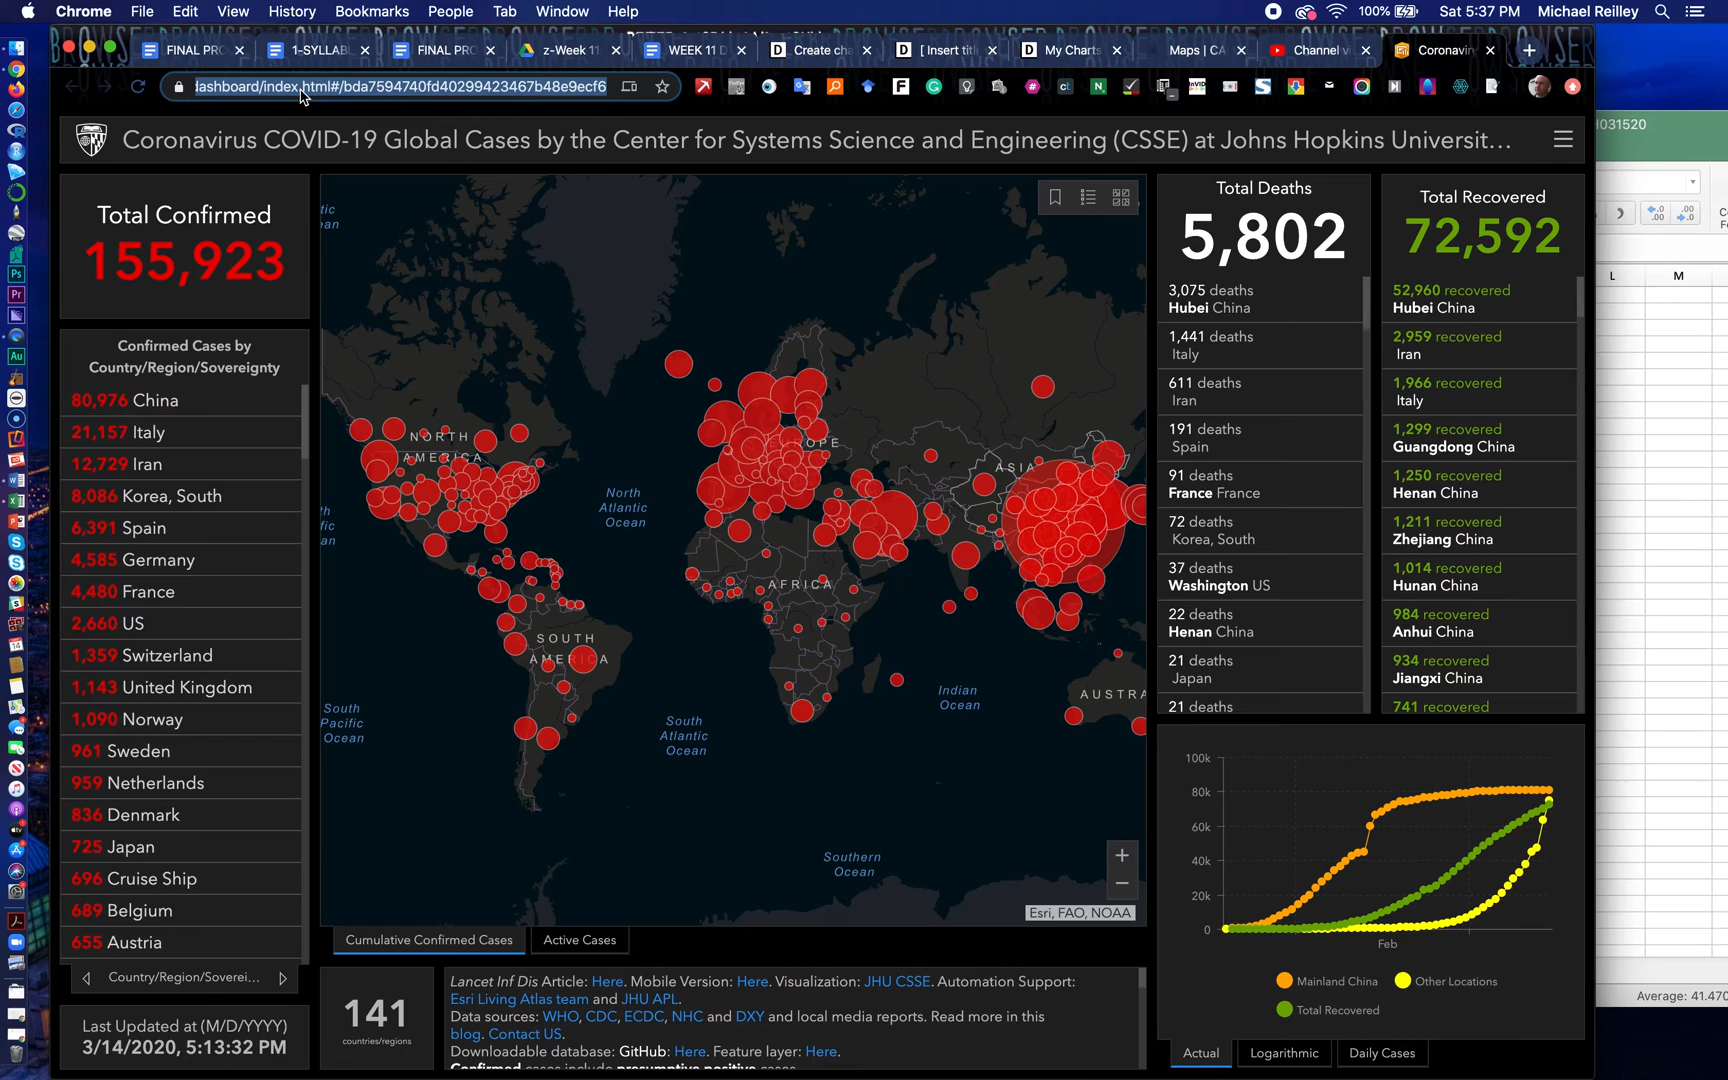 Chrome File Edit View History Bookmarks People Tab Window Help
100% Sat 5:37 PM Michael Reilley
FINAL PRO
1-SYLLAB
FINAL PRO
z-Week 11
WEEK 11 D
Create cha
[ Insert titl
My Charts
Maps | CA
Channel v
Coronavir
dashboard/index.html#/bda7594740fd40299423467b48e9ecf6
Coronavirus COVID-19 Global Cases by the Center for Systems Science and Engineering (CSSE) at Johns Hopkins Universit...
Total Confirmed
155,923
Confirmed Cases by
Country/Region/Sovereignty
80,976 China
21,157 Italy
12,729 Iran
8,086 Korea, South
6,391 Spain
4,585 Germany
4,480 France
2,660 US
1,359 Switzerland
1,143 United Kingdom
1,090 Norway
961 Sweden
959 Netherlands
836 Denmark
725 Japan
696 Cruise Ship
689 Belgium
655 Austria
Country/Region/Soverei...
Last Updated at (M/D/YYYY)
3/14/2020, 5:13:32 PM
NORTH
AMERICA
EUROPE
ASIA
North
Atlantic
Ocean
AFRICA
SOUTH
AMERICA
South
Pacific
Ocean
South
Atlantic
Ocean
Indian
Ocean
AUSTRA
Southern
Ocean
Esri, FAO, NOAA
Cumulative Confirmed Cases
Active Cases
141
countries/regions
Lancet Inf Dis Article: Here. Mobile Version: Here. Visualization: JHU CSSE. Automation Support:
Esri Living Atlas team and JHU APL.
Data sources: WHO, CDC, ECDC, NHC and DXY and local media reports. Read more in this
blog. Contact US.
Downloadable database: GitHub: Here. Feature layer: Here.
Confirmed cases include presumptive positive cases
Total Deaths
5,802
3,075 deaths
Hubei China
1,441 deaths
Italy
611 deaths
Iran
191 deaths
Spain
91 deaths
France France
72 deaths
Korea, South
37 deaths
Washington US
22 deaths
Henan China
21 deaths
Japan
21 deaths
Total Recovered
72,592
52,960 recovered
Hubei China
2,959 recovered
Iran
1,966 recovered
Italy
1,299 recovered
Guangdong China
1,250 recovered
Henan China
1,211 recovered
Zhejiang China
1,014 recovered
Hunan China
984 recovered
Anhui China
934 recovered
Jiangxi China
741 recovered
100k
80k
60k
40k
20k
0
Feb
Mainland China
Other Locations
Total Recovered
Actual
Logarithmic
Daily Cases
H031520
L M
Average: 41.470